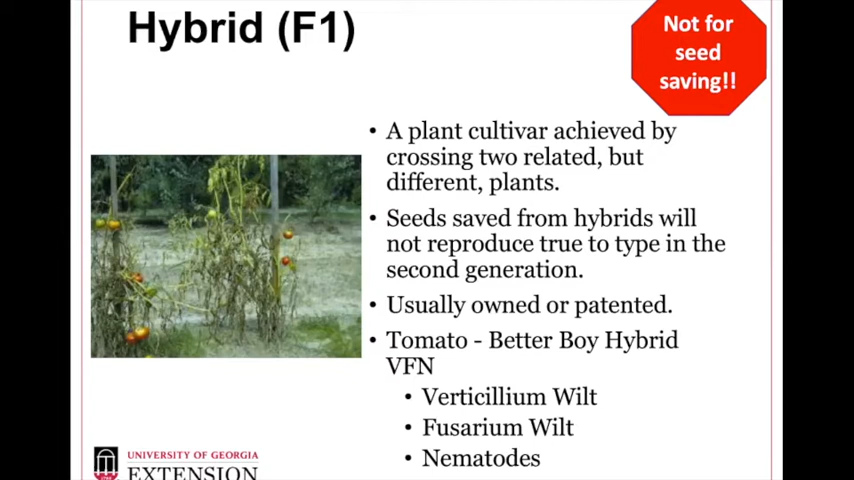 Hybrid (F1)
Not for
seed
saving!!
• A plant cultivar achieved by
crossing two related, but
different, plants.
• Seeds saved from hybrids will
not reproduce true to type in the
second generation.
• Usually owned or patented.
• Tomato - Better Boy Hybrid
VFN
• Verticillium Wilt
• Fusarium Wilt
• Nematodes
UNIVERSITY OF GEORGIA
EXTENSION